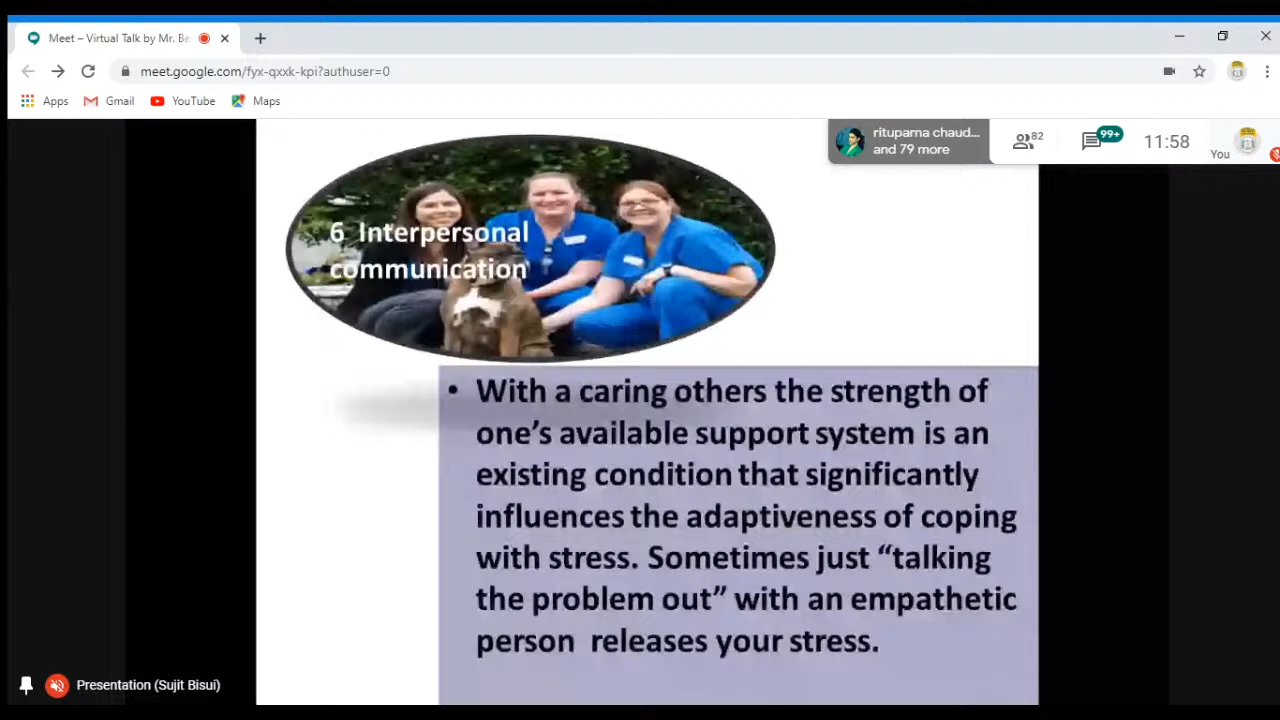 Meet – Virtual Talk by Mr. Be
meet.google.com/fyx-qxxk-kpi?authuser=0
Apps Gmail YouTube Maps
rituparna chaud...
and 79 more
82
99+
11:58
You
6 Interpersonal
communication
• With a caring others the strength of
one’s available support system is an
existing condition that significantly
influences the adaptiveness of coping
with stress. Sometimes just “talking
the problem out” with an empathetic
person releases your stress.
Presentation (Sujit Bisui)